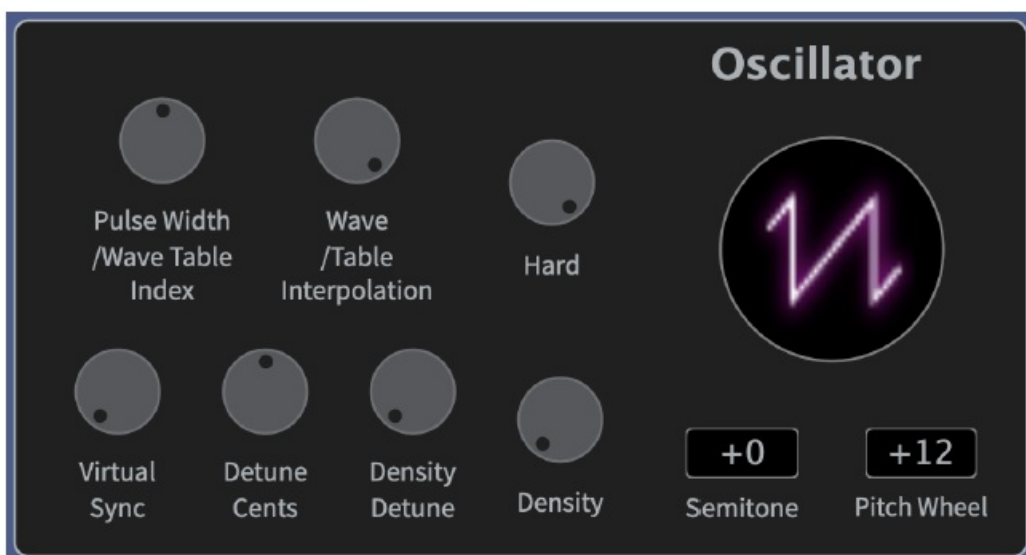 Oscillator
Pulse Width
/Wave Table
Index
Wave
/Table
Interpolation
Hard
Virtual
Sync
Detune
Cents
Density
Detune
Density
+0
Semitone
+12
Pitch Wheel